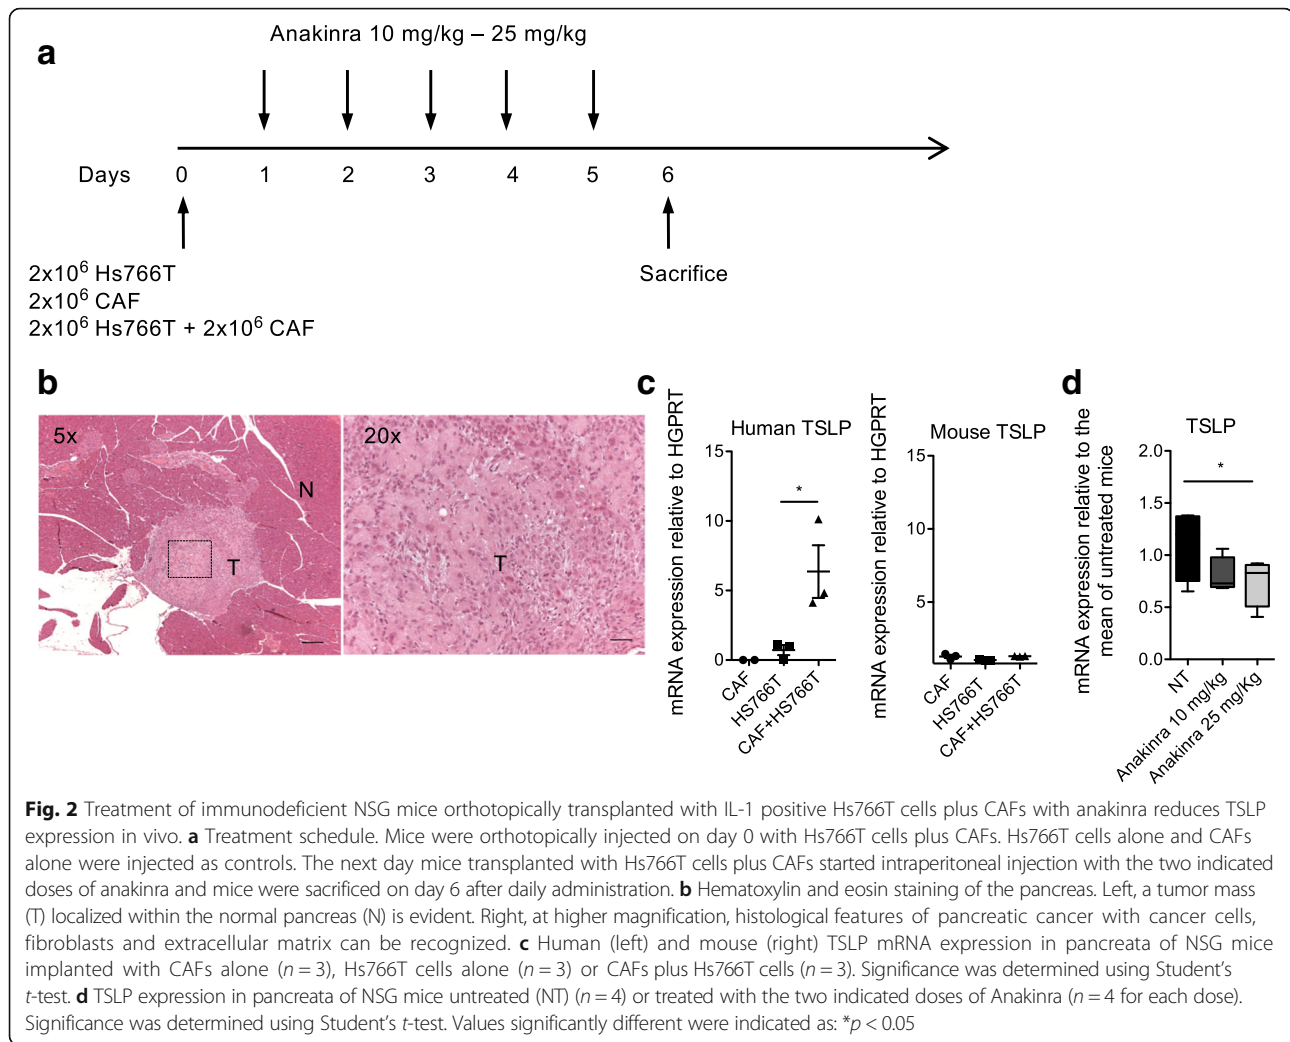 a
Anakinra 10 mg/kg – 25 mg/kg
Days 0 1 2 3 4 5 6
2x10⁶ Hs766T
2x10⁶ CAF
2x10⁶ Hs766T + 2x10⁶ CAF
Sacrifice
b
5x
N
T
20x
T
c
mRNA expression relative to HGPRT
Human TSLP
15
10
5
0
*
CAF
HS766T
CAF+HS766T
mRNA expression relative to HGPRT
Mouse TSLP
15
10
5
CAF
HS766T
CAF+HS766T
d
mRNA expression relative to the
mean of untreated mice
TSLP
2.0
1.5
1.0
0.5
0.0
*
NT
Anakinra 10 mg/kg
Anakinra 25 mg/Kg
Fig. 2 Treatment of immunodeficient NSG mice orthotopically transplanted with IL-1 positive Hs766T cells plus CAFs with anakinra reduces TSLP
expression in vivo. a Treatment schedule. Mice were orthotopically injected on day 0 with Hs766T cells plus CAFs. Hs766T cells alone and CAFs
alone were injected as controls. The next day mice transplanted with Hs766T cells plus CAFs started intraperitoneal injection with the two indicated
doses of anakinra and mice were sacrificed on day 6 after daily administration. b Hematoxylin and eosin staining of the pancreas. Left, a tumor mass
(T) localized within the normal pancreas (N) is evident. Right, at higher magnification, histological features of pancreatic cancer with cancer cells,
fibroblasts and extracellular matrix can be recognized. c Human (left) and mouse (right) TSLP mRNA expression in pancreata of NSG mice
implanted with CAFs alone (n = 3), Hs766T cells alone (n = 3) or CAFs plus Hs766T cells (n = 3). Significance was determined using Student's
t-test. d TSLP expression in pancreata of NSG mice untreated (NT) (n = 4) or treated with the two indicated doses of Anakinra (n = 4 for each dose).
Significance was determined using Student's t-test. Values significantly different were indicated as: *p < 0.05